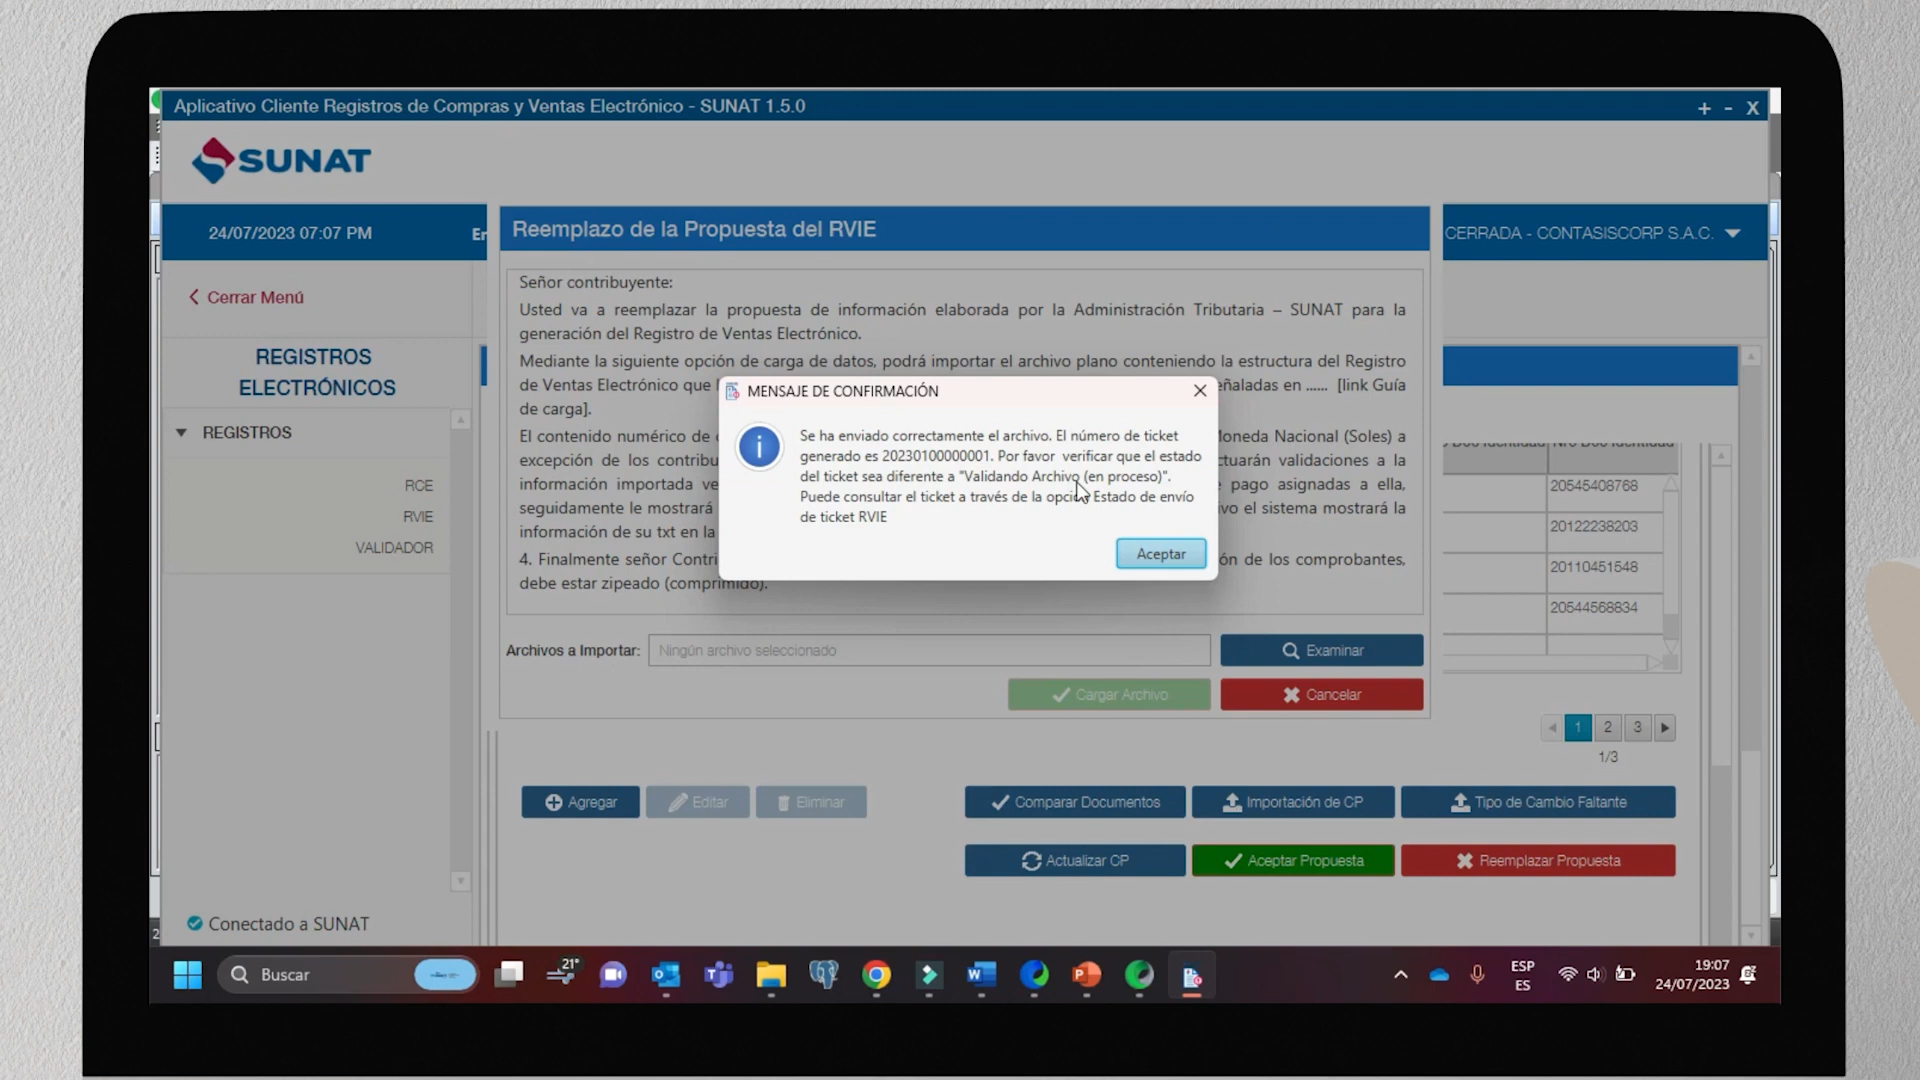 Aplicativo Cliente Registros de Compras y Ventas Electrónico - SUNAT 1.5.0
+ - X
SUNAT
24/07/2023 07:07 PM
Er
Reemplazo de la Propuesta del RVIE
CERRADA - CONTASISCORP S.A.C.
Cerrar Menú
REGISTROS
ELECTRÓNICOS
REGISTROS
RCE
RVIE
VALIDADOR
Conectado a SUNAT
Señor contribuyente:
Usted va a reemplazar la propuesta de información elaborada por la Administración Tributaria – SUNAT para la
generación del Registro de Ventas Electrónico.
Mediante la siguiente opción de carga de datos, podrá importar el archivo plano conteniendo la estructura del Registro
de Ventas Electrónico que señaladas en ...... [link Guía
de carga].
El contenido numérico de Moneda Nacional (Soles) a
excepción de los contribu ctuarán validaciones a la
información importada ve pago asignadas a ella,
seguidamente le mostrará vo el sistema mostrará la
información de su txt en la
4. Finalmente señor Contri ón de los comprobantes,
debe estar zipeado (comprimido).
MENSAJE DE CONFIRMACIÓN
Se ha enviado correctamente el archivo. El número de ticket
generado es 20230100000001. Por favor verificar que el estado
del ticket sea diferente a "Validando Archivo (en proceso)".
Puede consultar el ticket a través de la opción Estado de envío
de ticket RVIE
Aceptar
Doc Identidad Nro Doc Identidad
20545406768
20122238203
20110451548
20544568834
Archivos a Importar: Ningún archivo seleccionado Examinar
Cargar Archivo Cancelar
1 2 3
1/3
Agregar Editar Eliminar Comparar Documentos Importación de CP Tipo de Cambio Faltante
Actualizar CP Aceptar Propuesta Reemplazar Propuesta
Buscar
21°
ESP
ES
19:07
24/07/2023